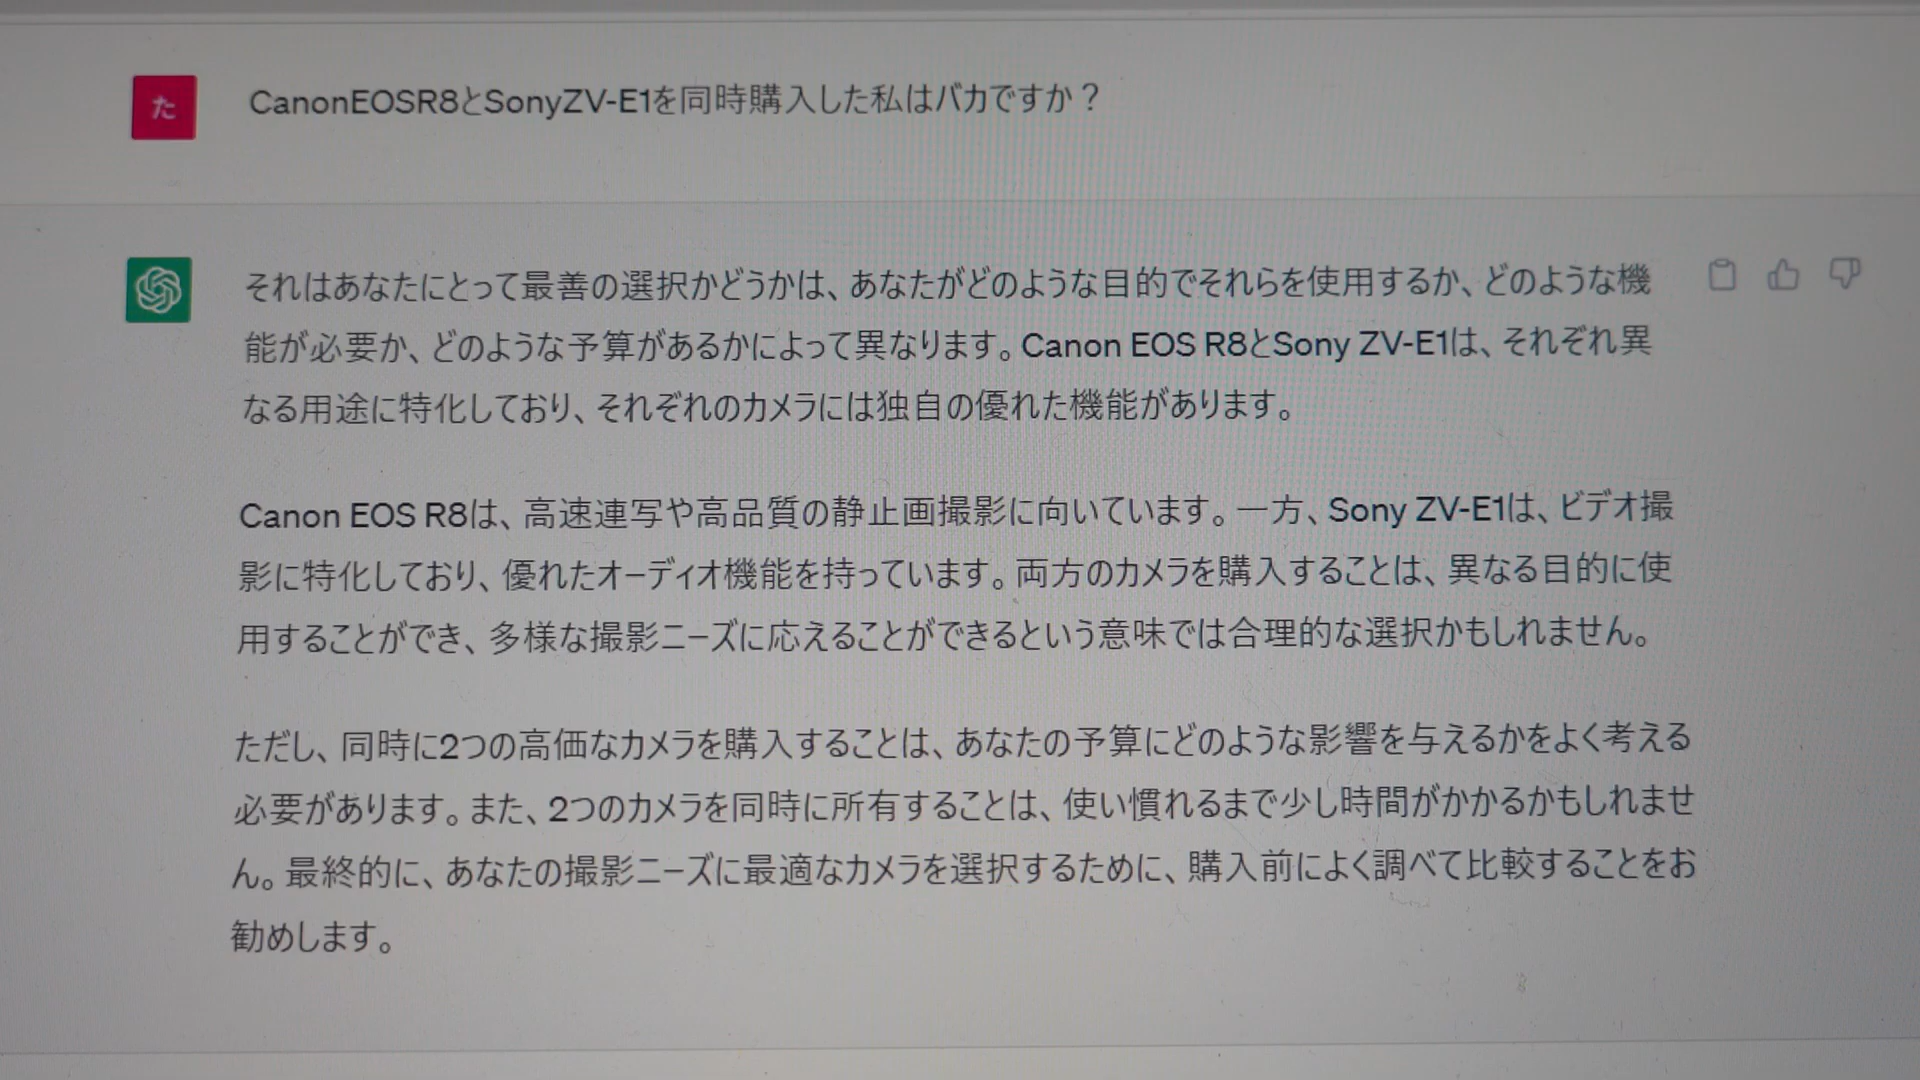 た
CanonEOSR8とSonyZV-E1を同時購入した私はバカですか？
それはあなたにとって最善の選択かどうかは、あなたがどのような目的でそれらを使用するか、どのような機
能が必要か、どのような予算があるかによって異なります。Canon EOS R8とSony ZV-E1は、それぞれ異
なる用途に特化しており、それぞれのカメラには独自の優れた機能があります。
Canon EOS R8は、高速連写や高品質の静止画撮影に向いています。一方、Sony ZV-E1は、ビデオ撮
影に特化しており、優れたオーディオ機能を持っています。両方のカメラを購入することは、異なる目的に使
用することができ、多様な撮影ニーズに応えることができるという意味では合理的な選択かもしれません。
ただし、同時に2つの高価なカメラを購入することは、あなたの予算にどのような影響を与えるかをよく考える
必要があります。また、2つのカメラを同時に所有することは、使い慣れるまで少し時間がかかるかもしれませ
ん。最終的に、あなたの撮影ニーズに最適なカメラを選択するために、購入前によく調べて比較することをお
勧めします。